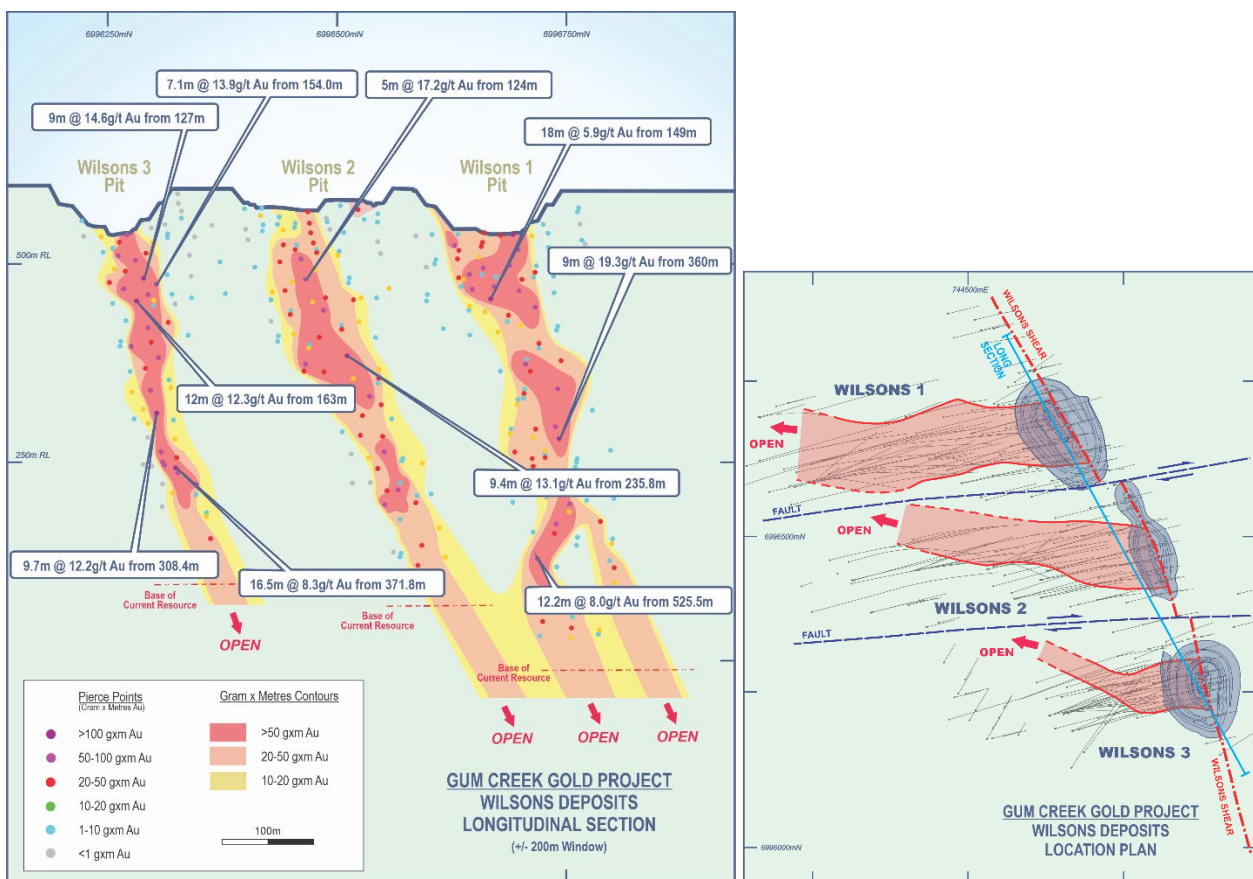 6996250mN
6996500mN
6996750mN
7.1m @ 13.9g/t Au from 154.0m
5m @ 17.2g/t Au from 124m
9m @ 14.6g/t Au from 127m
18m @ 5.9g/t Au from 149m
Wilsons 3
Pit
Wilsons 2
Pit
Wilsons 1
Pit
500m RL
9m @ 19.3g/t Au from 360m
12m @ 12.3g/t Au from 163m
250m RL
9.4m @ 13.1g/t Au from 235.8m
9.7m @ 12.2g/t Au from 308.4m
16.5m @ 8.3g/t Au from 371.8m
12.2m @ 8.0g/t Au from 525.5m
Base of
Current Resource
Base of
Current Resource
Base of
Current Resource
OPEN
OPEN
OPEN
OPEN
Pierce Points
(Gram x Metres Au)
>100 gxm Au
50-100 gxm Au
20-50 gxm Au
10-20 gxm Au
1-10 gxm Au
<1 gxm Au
Gram x Metres Contours
>50 gxm Au
20-50 gxm Au
10-20 gxm Au
100m
GUM CREEK GOLD PROJECT
WILSONS DEPOSITS
LONGITUDINAL SECTION
(+/- 200m Window)
744600mE
WILSONS SHEAR
LONG
SECTION
WILSONS 1
OPEN
FAULT
OPEN
6996500mN
WILSONS 2
FAULT
OPEN
WILSONS 3
WILSONS SHEAR
GUM CREEK GOLD PROJECT
WILSONS DEPOSITS
LOCATION PLAN
6996000mN